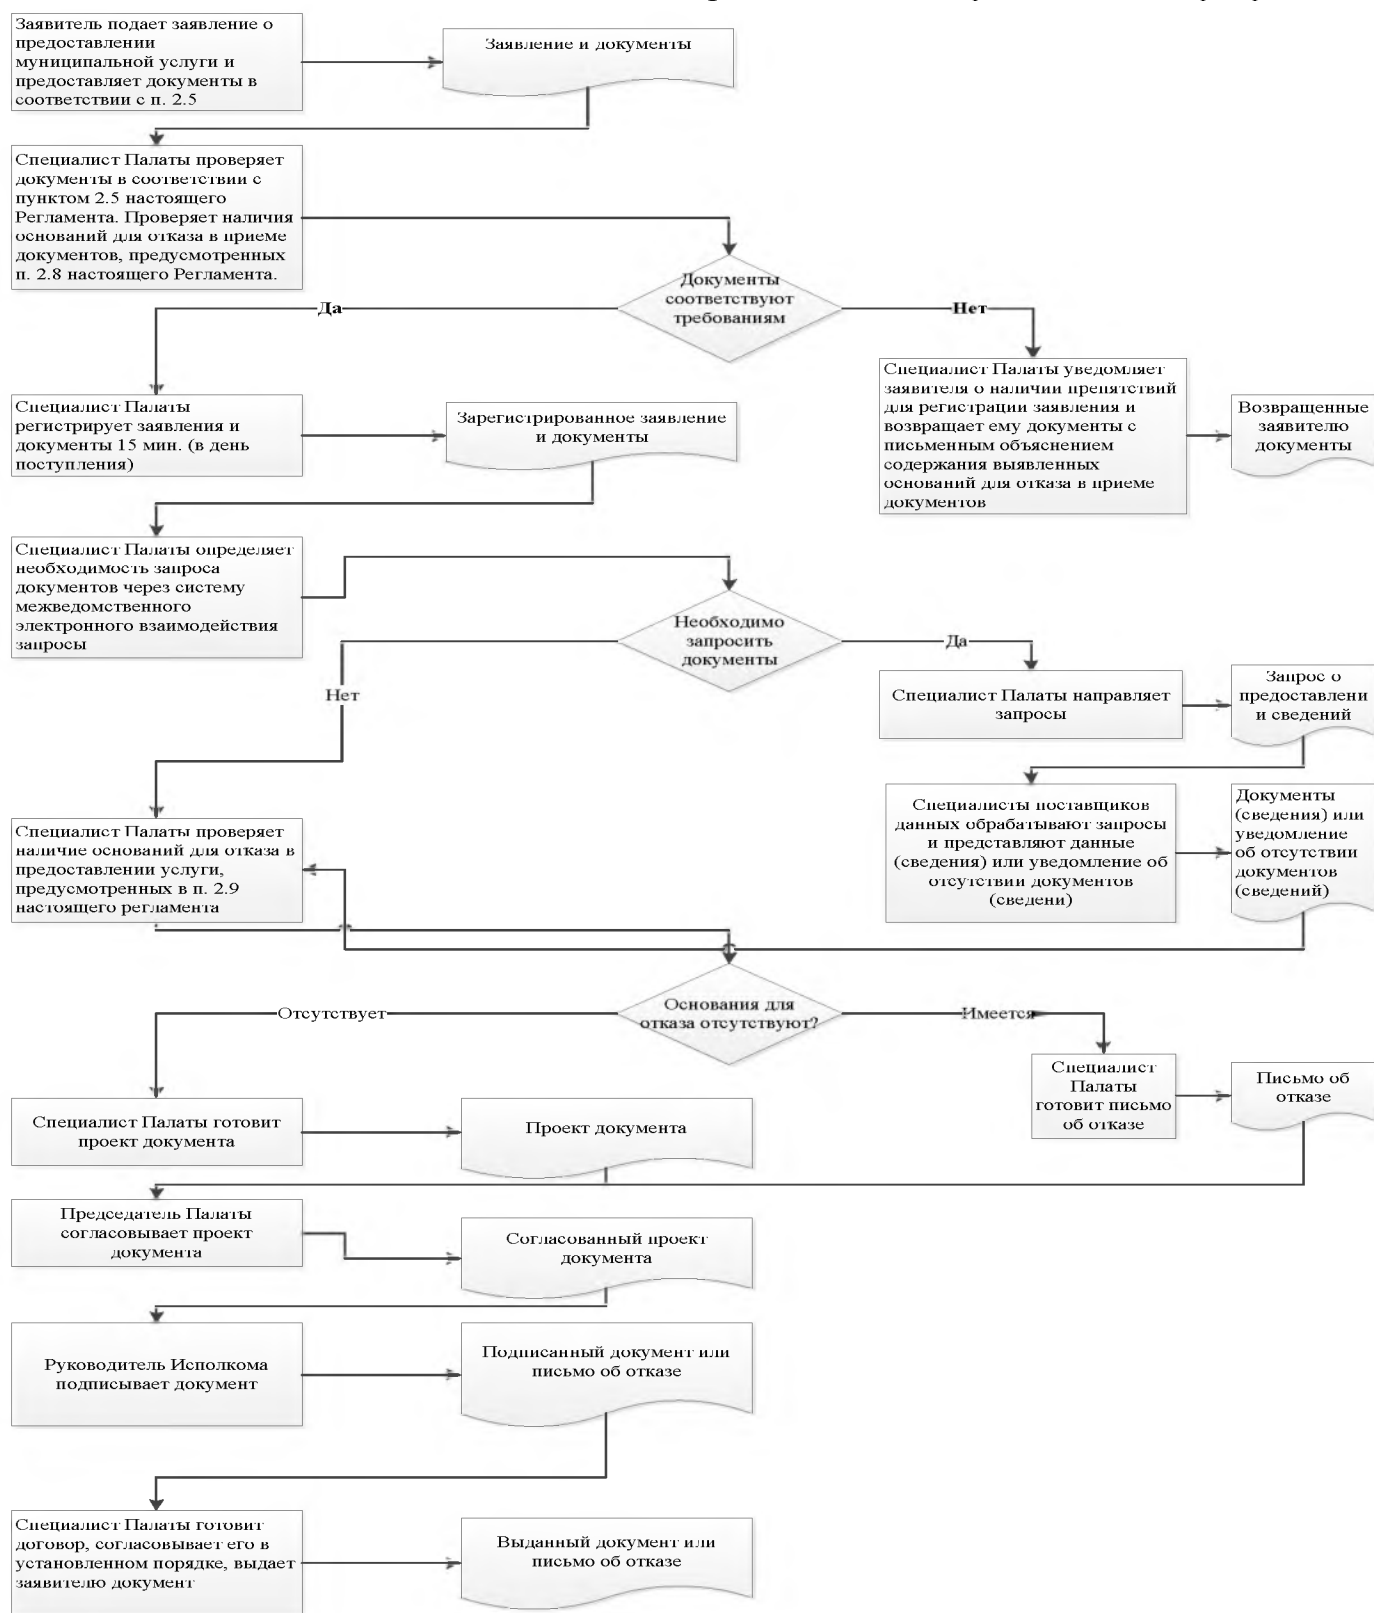 Заявитель подает заявление о
предоставлении
муниципальной услуги и
предоставляет документы в
соответствии с п. 2.5
Заявление и документы
Специалист Палаты проверяет
документы в соответствии с
пунктом 2.5 настоящего
Регламента. Проверяет наличия
оснований для отказа в приеме
документов, предусмотренных
п. 2.8 настоящего Регламента.
Документы
соответствуют
требованиям
Да
Нет
Специалист Палаты
регистрирует заявления и
документы 15 мин. (в день
поступления)
Зарегистрированное заявление
и документы
Специалист Палаты уведомляет
заявителя о наличии препятствий
для регистрации заявления и
возвращает ему документы с
письменным объяснением
содержания выявленных
оснований для отказа в приеме
документов
Возвращенные
заявителю
документы
Специалист Палаты определяет
необходимость запроса
документов через систему
межведомственного
электронного взаимодействия
запросы
Необходимо
запросить
документы
Да
Нет
Специалист Палаты направляет
запросы
Запрос о
предоставлени
и сведений
Специалисты поставщиков
данных обрабатывают запросы
и представляют данные
(сведения) или уведомление об
отсутствии документов
(сведени)
Документы
(сведения) или
уведомление
об отсутствии
документов
(сведений)
Специалист Палаты проверяет
наличие оснований для отказа в
предоставлении услуги,
предусмотренных в п. 2.9
настоящего регламента
Основания для
отказа отсутствуют?
Отсутствует
Имеется
Специалист
Палаты
готовит письмо
об отказе
Письмо об
отказе
Специалист Палаты готовит
проект документа
Проект документа
Председатель Палаты
согласовывает проект
документа
Согласованный проект
документа
Руководитель Исполкома
подписывает документ
Подписанный документ или
письмо об отказе
Специалист Палаты готовит
договор, согласовывает его в
установленном порядке, выдает
заявителю документ
Выданный документ или
письмо об отказе